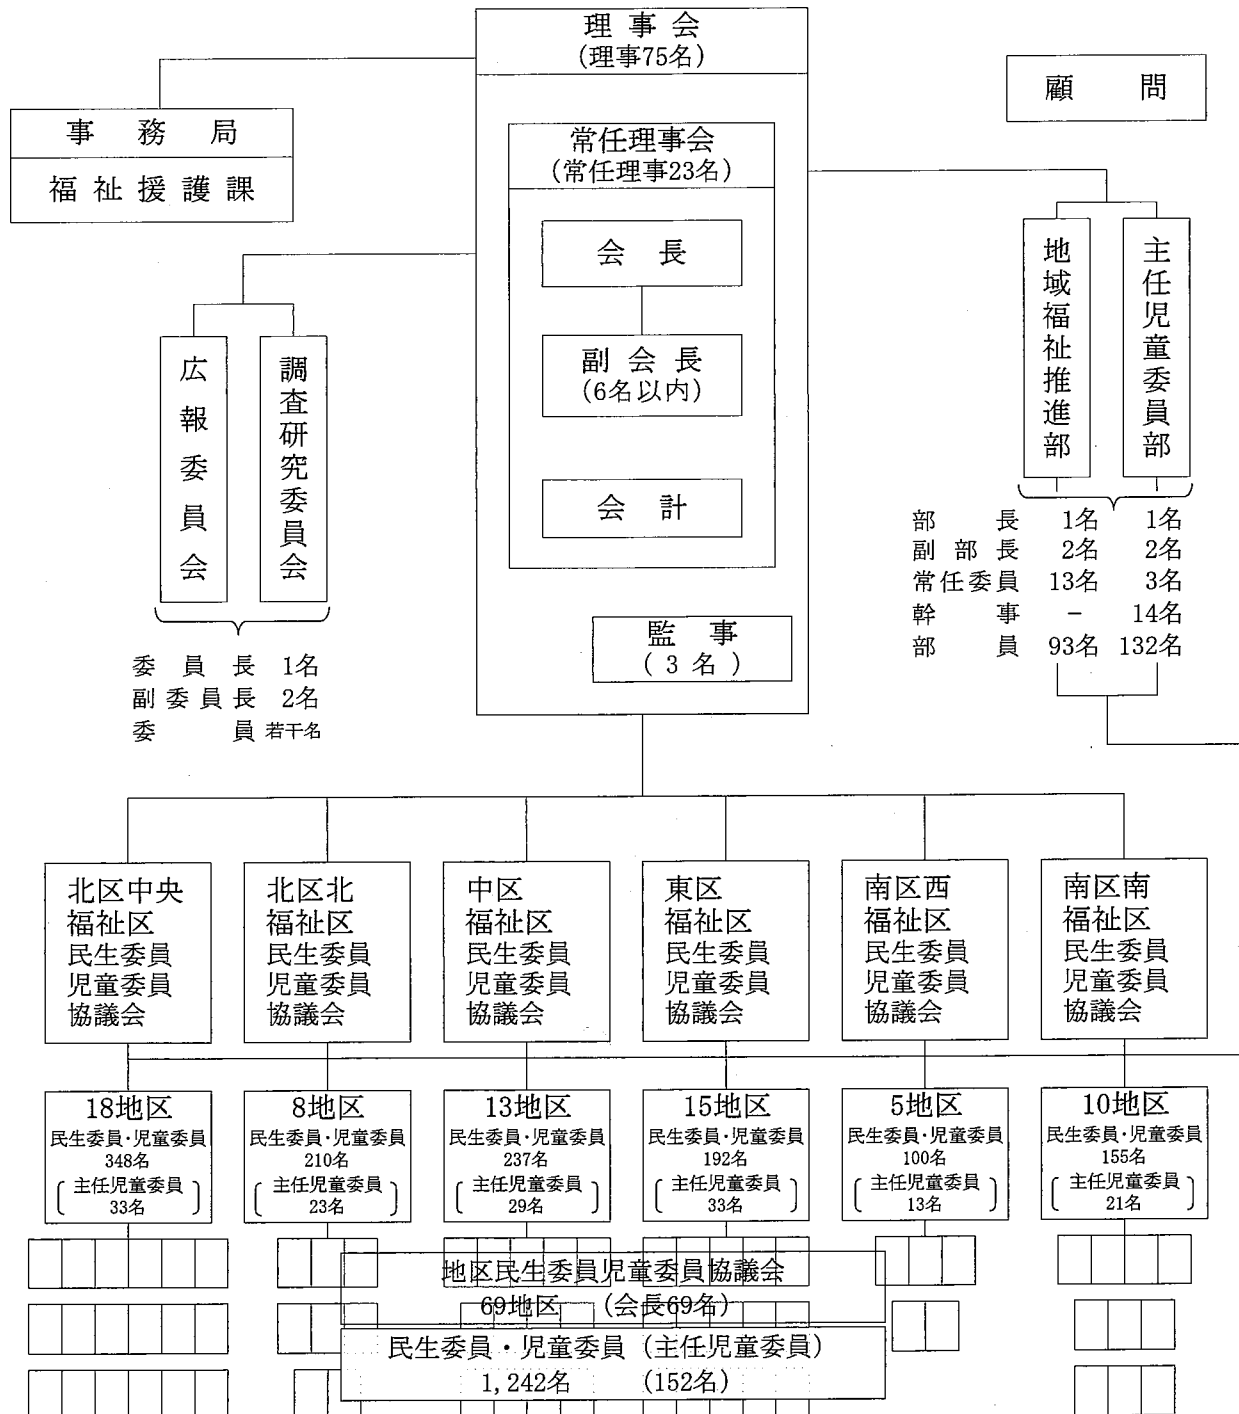 理事会
(理事75名)
顧問
事務局
福祉援護課
常任理事会
(常任理事23名)
会長
副会長
(6名以内)
会計
監事
(3名)
広報委員会
調査研究委員会
委員長 1名
副委員長 2名
委員 若干名
地域福祉推進部
主任児童委員部
部長 1名 1名
副部長 2名 2名
常任委員 13名 3名
幹事 － 14名
部員 93名 132名
北区中央
福祉区
民生委員
児童委員
協議会
北区北
福祉区
民生委員
児童委員
協議会
中区
福祉区
民生委員
児童委員
協議会
東区
福祉区
民生委員
児童委員
協議会
南区西
福祉区
民生委員
児童委員
協議会
南区南
福祉区
民生委員
児童委員
協議会
18地区
民生委員・児童委員
348名
〔主任児童委員〕
33名
8地区
民生委員・児童委員
210名
〔主任児童委員〕
23名
13地区
民生委員・児童委員
237名
〔主任児童委員〕
29名
15地区
民生委員・児童委員
192名
〔主任児童委員〕
33名
5地区
民生委員・児童委員
100名
〔主任児童委員〕
13名
10地区
民生委員・児童委員
155名
〔主任児童委員〕
21名
地区民生委員児童委員協議会
69地区 (会長69名)
民生委員・児童委員 (主任児童委員)
1,242名 (152名)